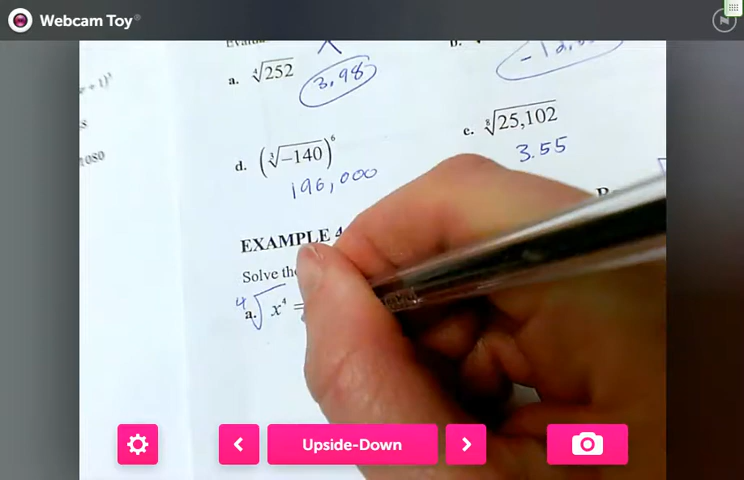 Webcam Toy
a. ∜252 3.98
b.
c. ⁸√25,102
3.55
d. (∛−140)⁶
196,000
1080
EXAMPLE 4
Solve the
a. ∜x⁴ =
Upside-Down